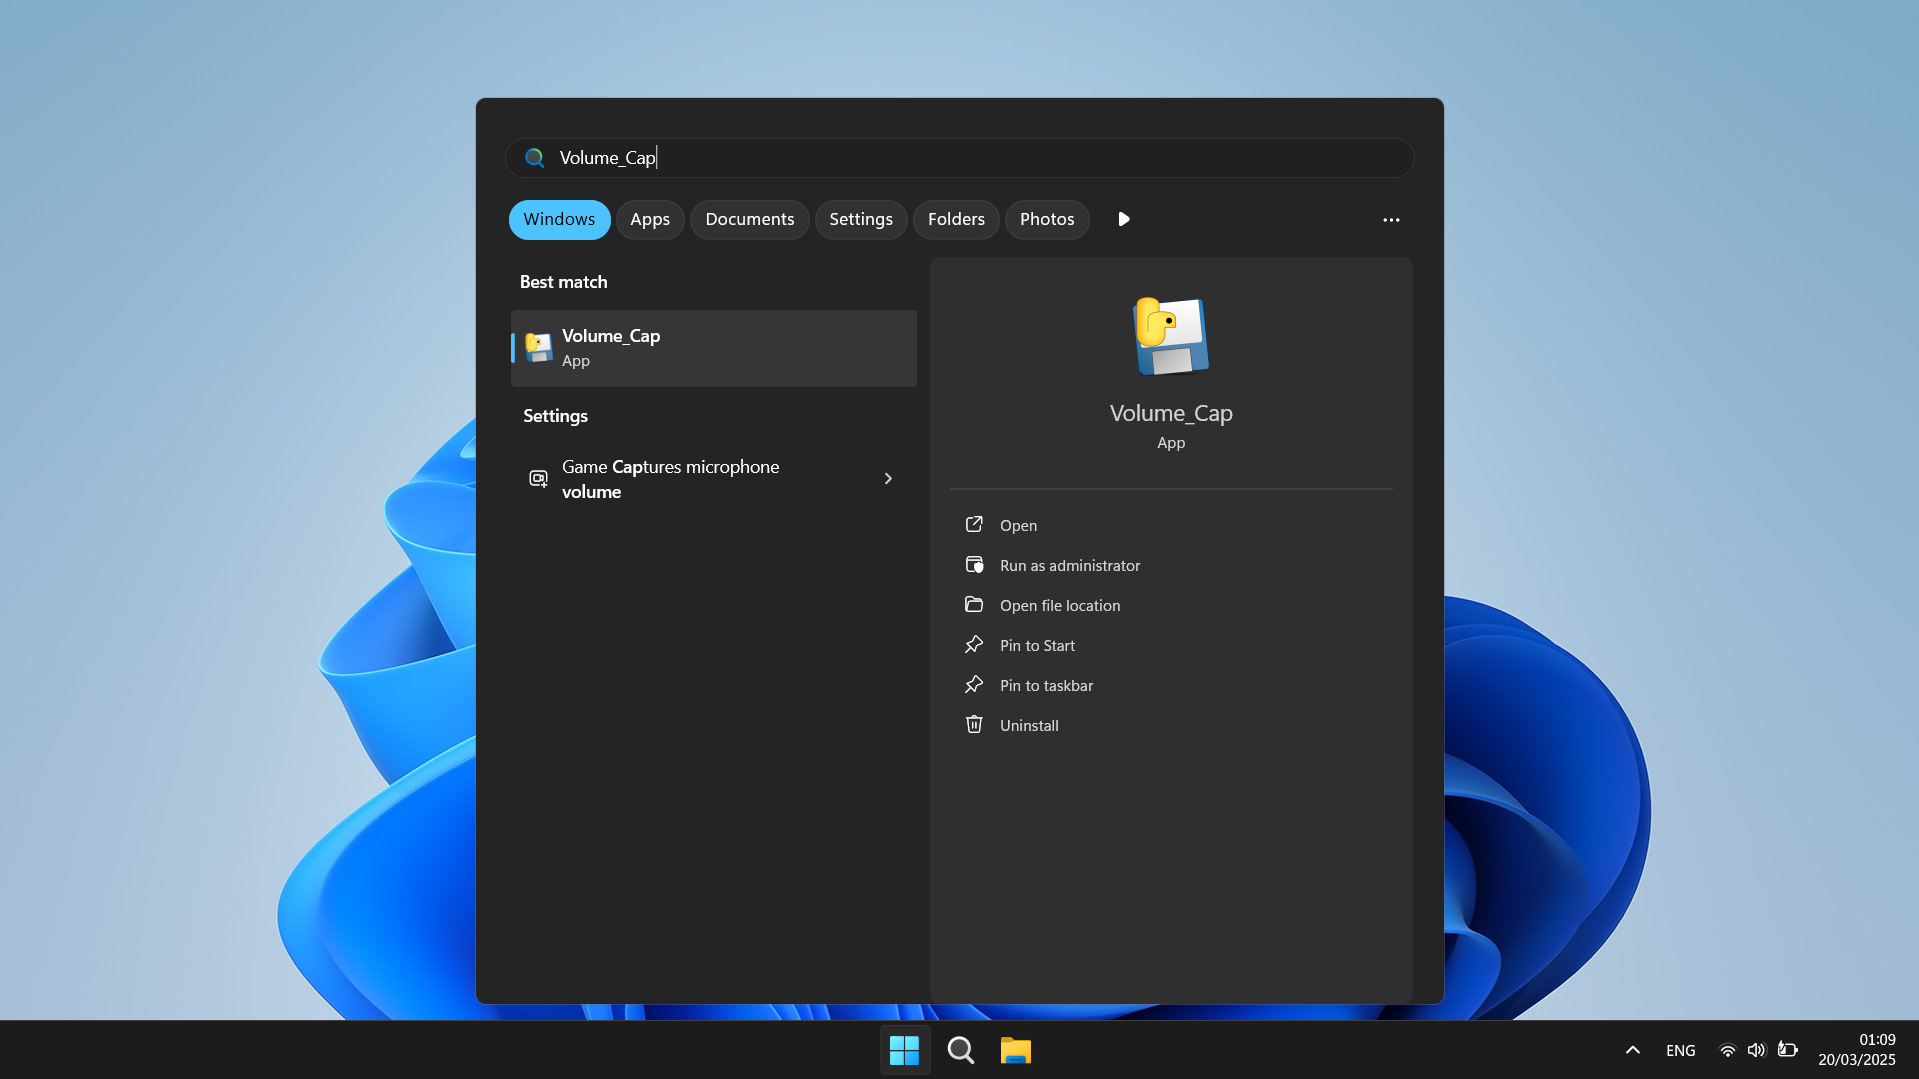 Volume_Cap
Windows
Apps
Documents
Settings
Folders
Photos
Best match
Volume_Cap
App
Settings
Game Captures microphone
volume
Volume_Cap
App
Open
Run as administrator
Open file location
Pin to Start
Pin to taskbar
Uninstall
ENG
01:09
20/03/2025